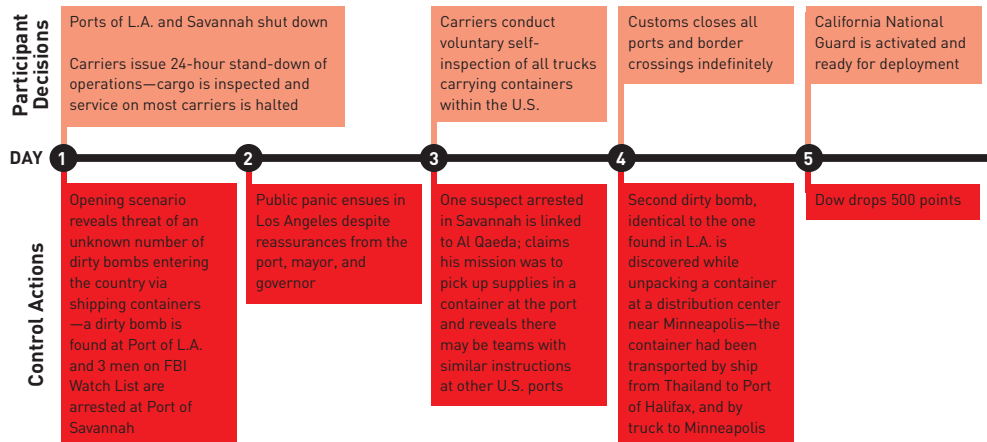 Participant
Decisions
Ports of L.A. and Savannah shut down
Carriers issue 24-hour stand-down of
operations—cargo is inspected and
service on most carriers is halted
Carriers conduct
voluntary self-
inspection of all trucks
carrying containers
within the U.S.
Customs closes all
ports and border
crossings indefinitely
California National
Guard is activated and
ready for deployment
DAY 1 2 3 4 5
Control Actions
Opening scenario
reveals threat of an
unknown number of
dirty bombs entering
the country via
shipping containers
—a dirty bomb is
found at Port of L.A.
and 3 men on FBI
Watch List are
arrested at Port of
Savannah
Public panic ensues in
Los Angeles despite
reassurances from the
port, mayor, and
governor
One suspect arrested
in Savannah is linked
to Al Qaeda; claims
his mission was to
pick up supplies in a
container at the port
and reveals there
may be teams with
similar instructions
at other U.S. ports
Second dirty bomb,
identical to the one
found in L.A. is
discovered while
unpacking a container
at a distribution center
near Minneapolis—the
container had been
transported by ship
from Thailand to Port
of Halifax, and by
truck to Minneapolis
Dow drops 500 points